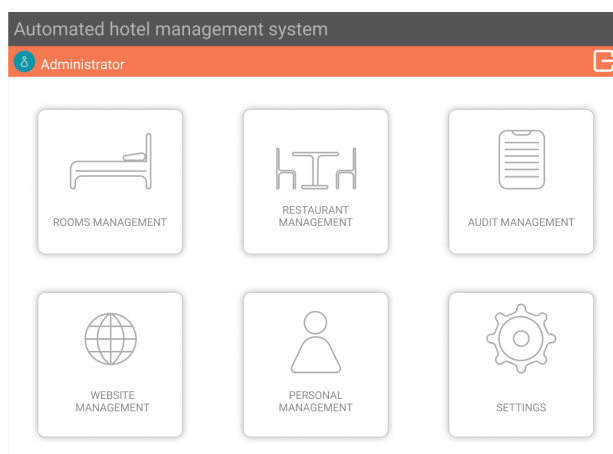 Automated hotel management system
Administrator
ROOMS MANAGEMENT
RESTAURANT
MANAGEMENT
AUDIT MANAGEMENT
WEBSITE
MANAGEMENT
PERSONAL
MANAGEMENT
SETTINGS